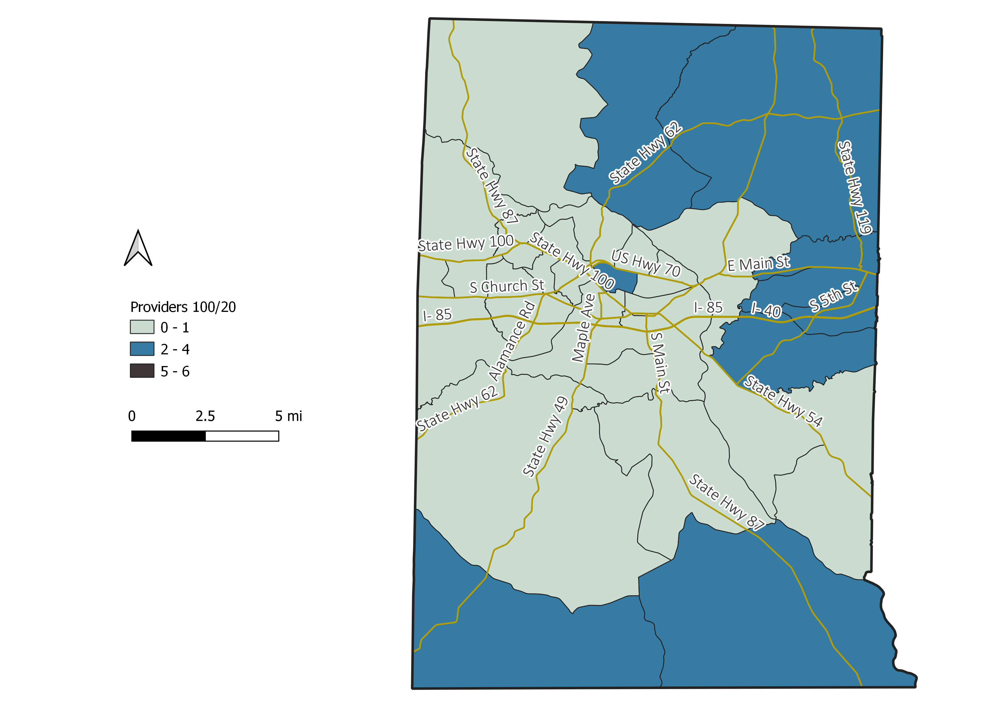 State Hwy 62
State Hwy 119
State Hwy 87
State Hwy 100
State Hwy 100
US Hwy 70
E Main St
S Church St
S 5th St
I- 85
I- 85
I- 40
Alamance Rd
Maple Ave
S Main St
State Hwy 62
State Hwy 49
State Hwy 54
State Hwy 87
Providers 100/20
0 - 1
2 - 4
5 - 6
0 2.5 5 mi